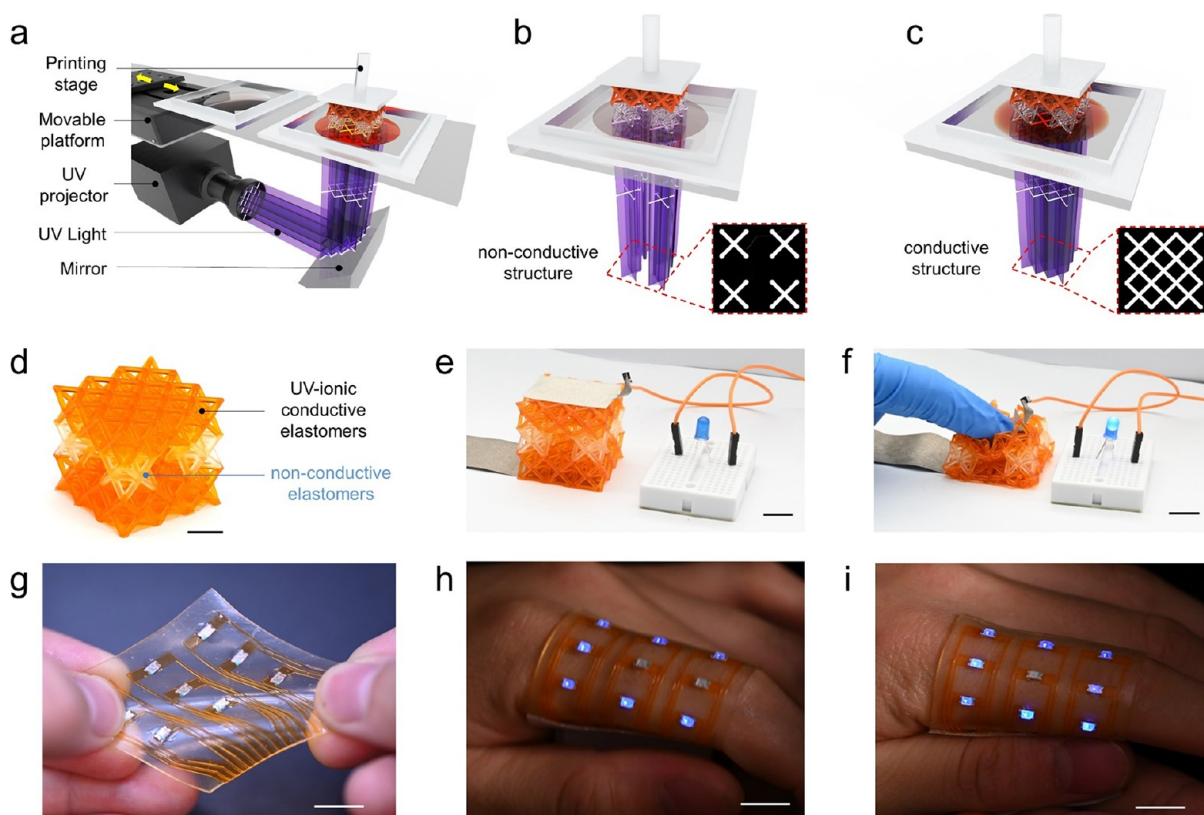 a
Printing
stage
Movable
platform
UV
projector
UV Light
Mirror
b
non-conductive
structure
c
conductive
structure
d
UV-ionic
conductive
elastomers
non-conductive
elastomers
e
f
g
h
i